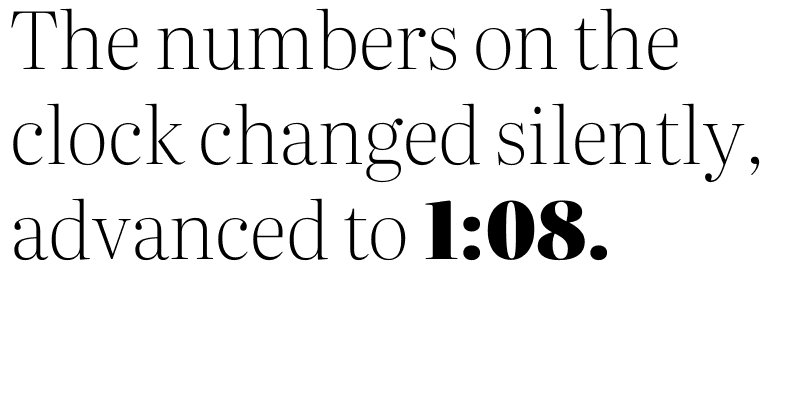 The numbers on the
clock changed silently,
advanced to 1:08.